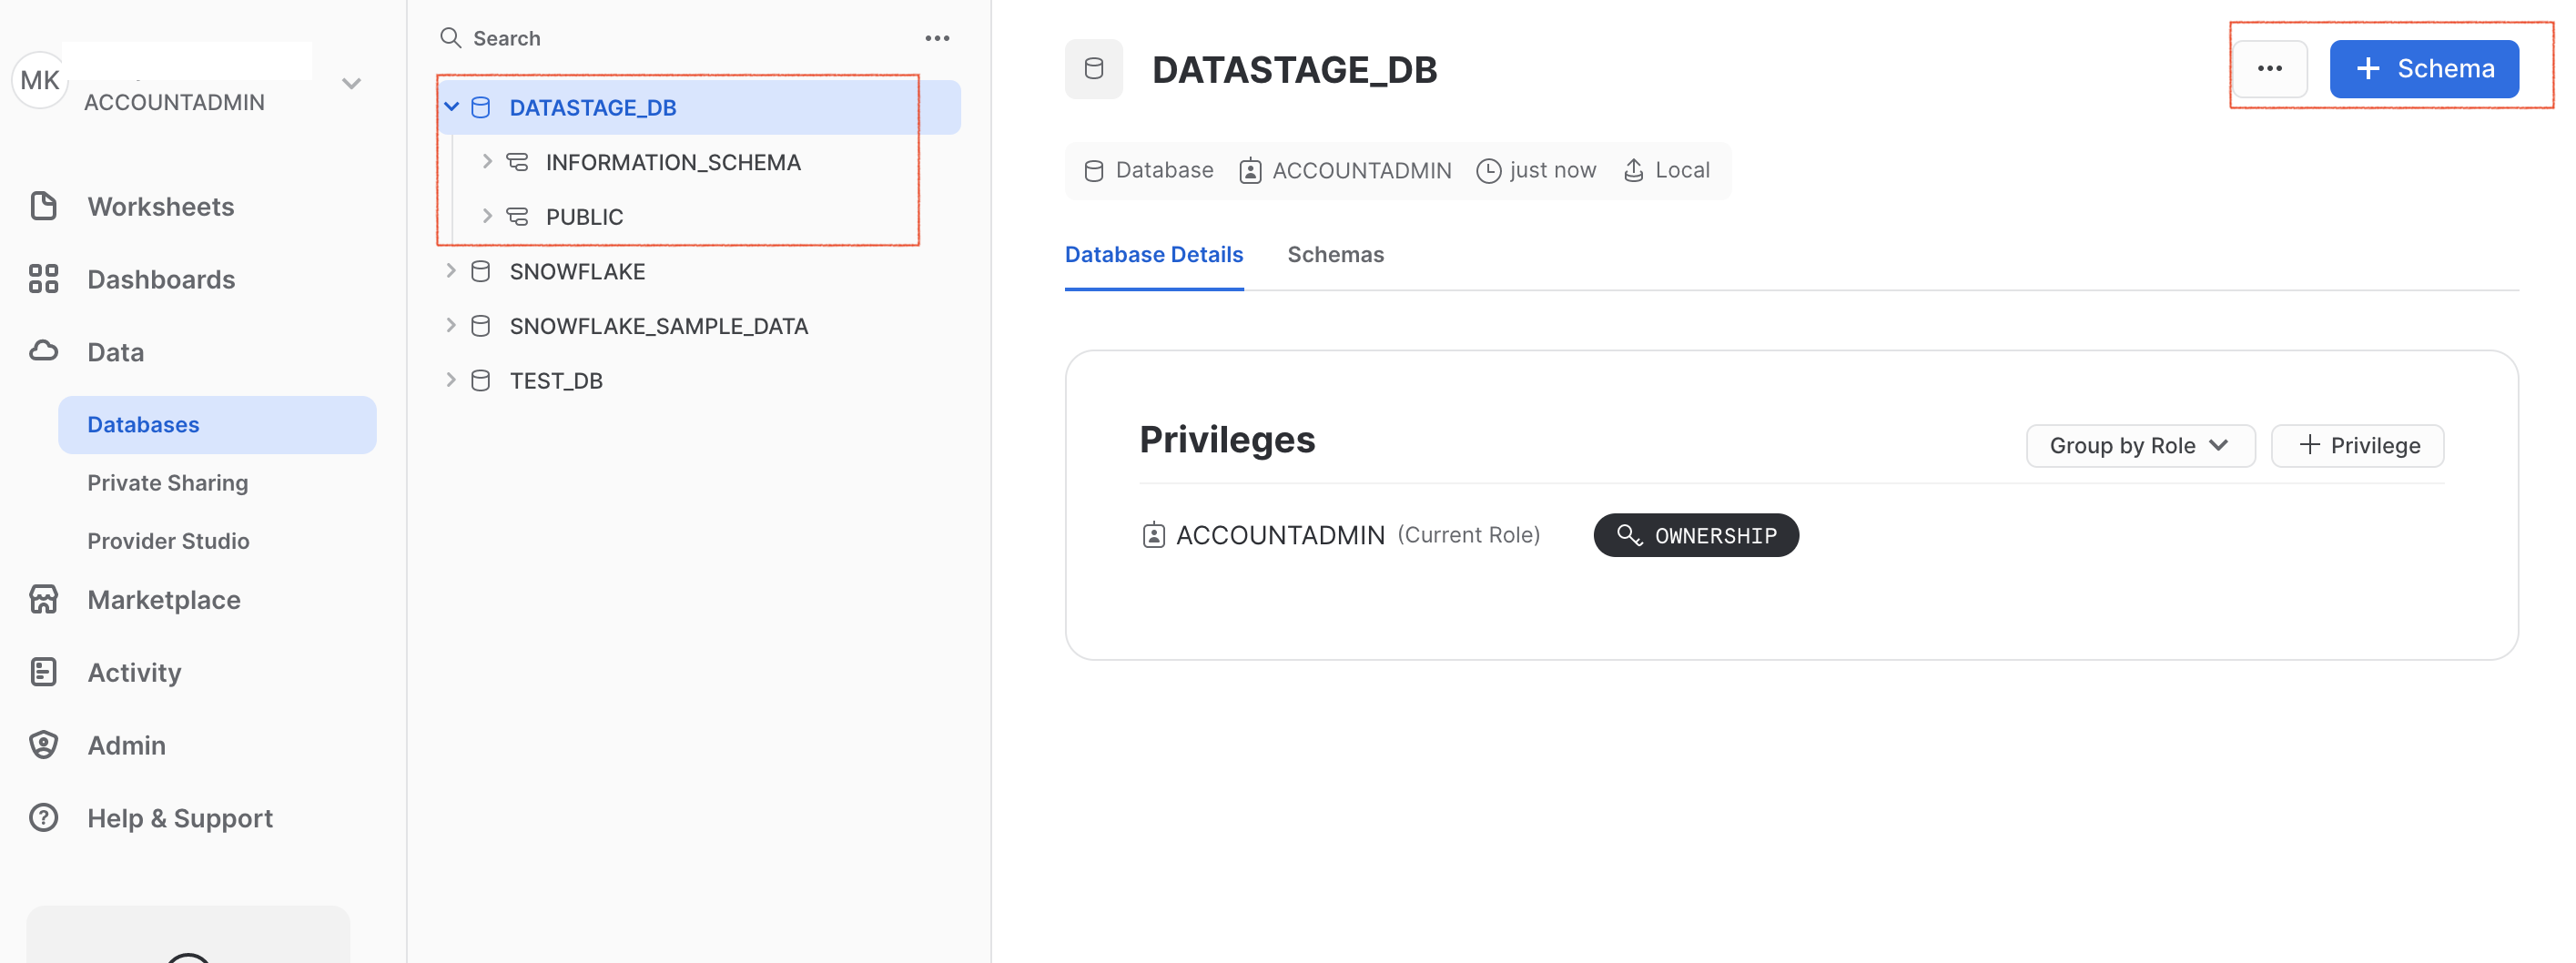 MK
ACCOUNTADMIN
Worksheets
Dashboards
Data
Databases
Private Sharing
Provider Studio
Marketplace
Activity
Admin
Help & Support
Search
DATASTAGE_DB
INFORMATION_SCHEMA
PUBLIC
SNOWFLAKE
SNOWFLAKE_SAMPLE_DATA
TEST_DB
DATASTAGE_DB
... + Schema
Database ACCOUNTADMIN just now Local
Database Details Schemas
Privileges
Group by Role + Privilege
ACCOUNTADMIN (Current Role) OWNERSHIP